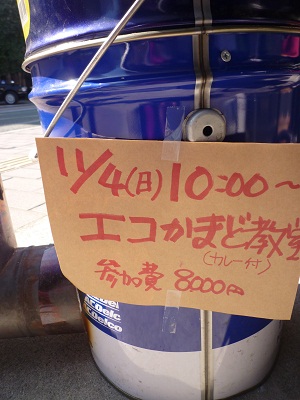 11/4(日)10:00〜
エコかまど教室
(カレー付)
参加費 8,000円